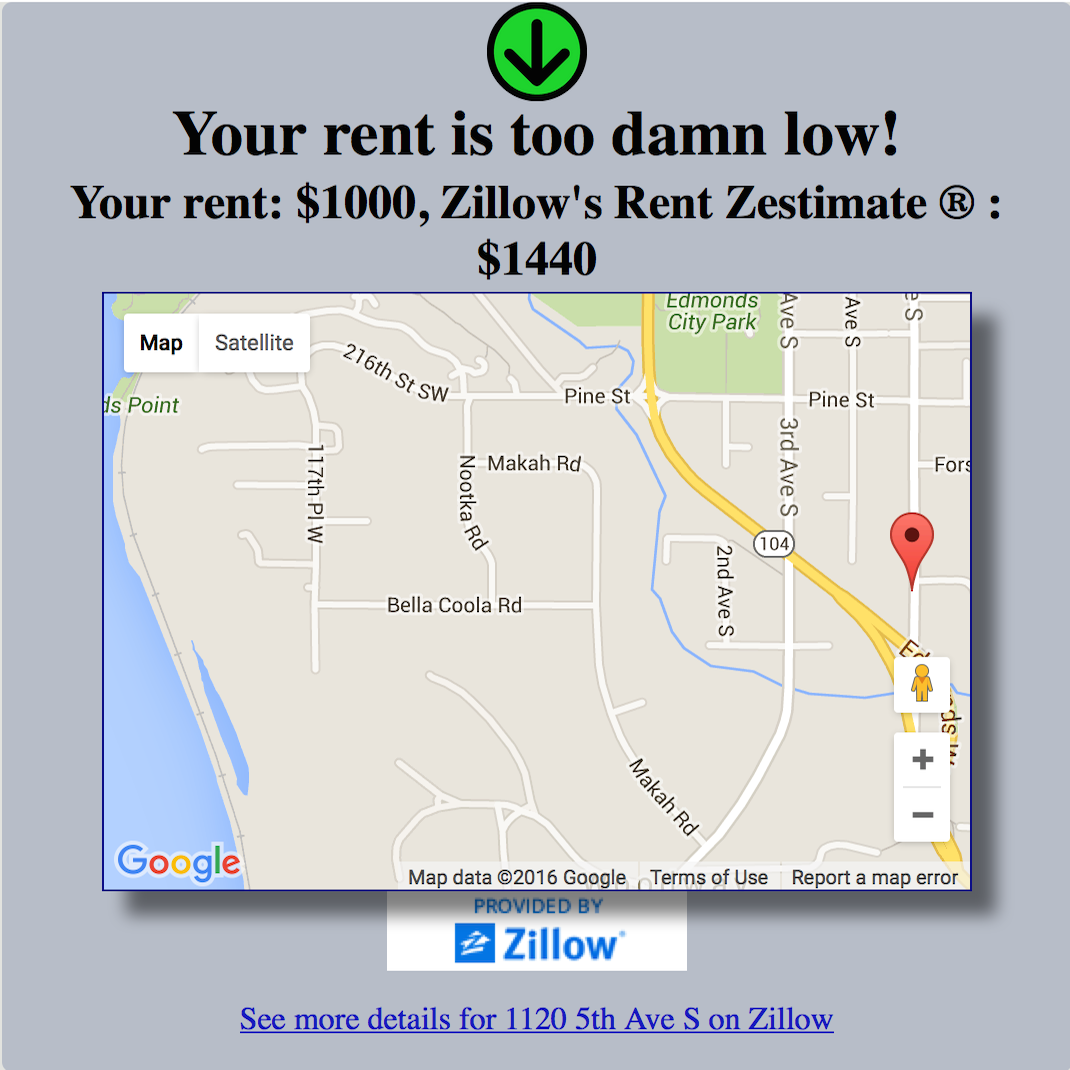 Your rent is too damn low!
Your rent: $1000, Zillow's Rent Zestimate ® :
$1440
Map
Satellite
Edmonds
City Park
Ave S
Ave S
e S
216th St SW
Pine St
Pine St
ds Point
3rd Ave S
117th Pl W
Nootka Rd
Makah Rd
Fors
104
2nd Ave S
Bella Coola Rd
Ed
ds W
Makah Rd
+
−
Google
Map data ©2016 Google
Terms of Use
Report a map error
PROVIDED BY
Zillow
See more details for 1120 5th Ave S on Zillow